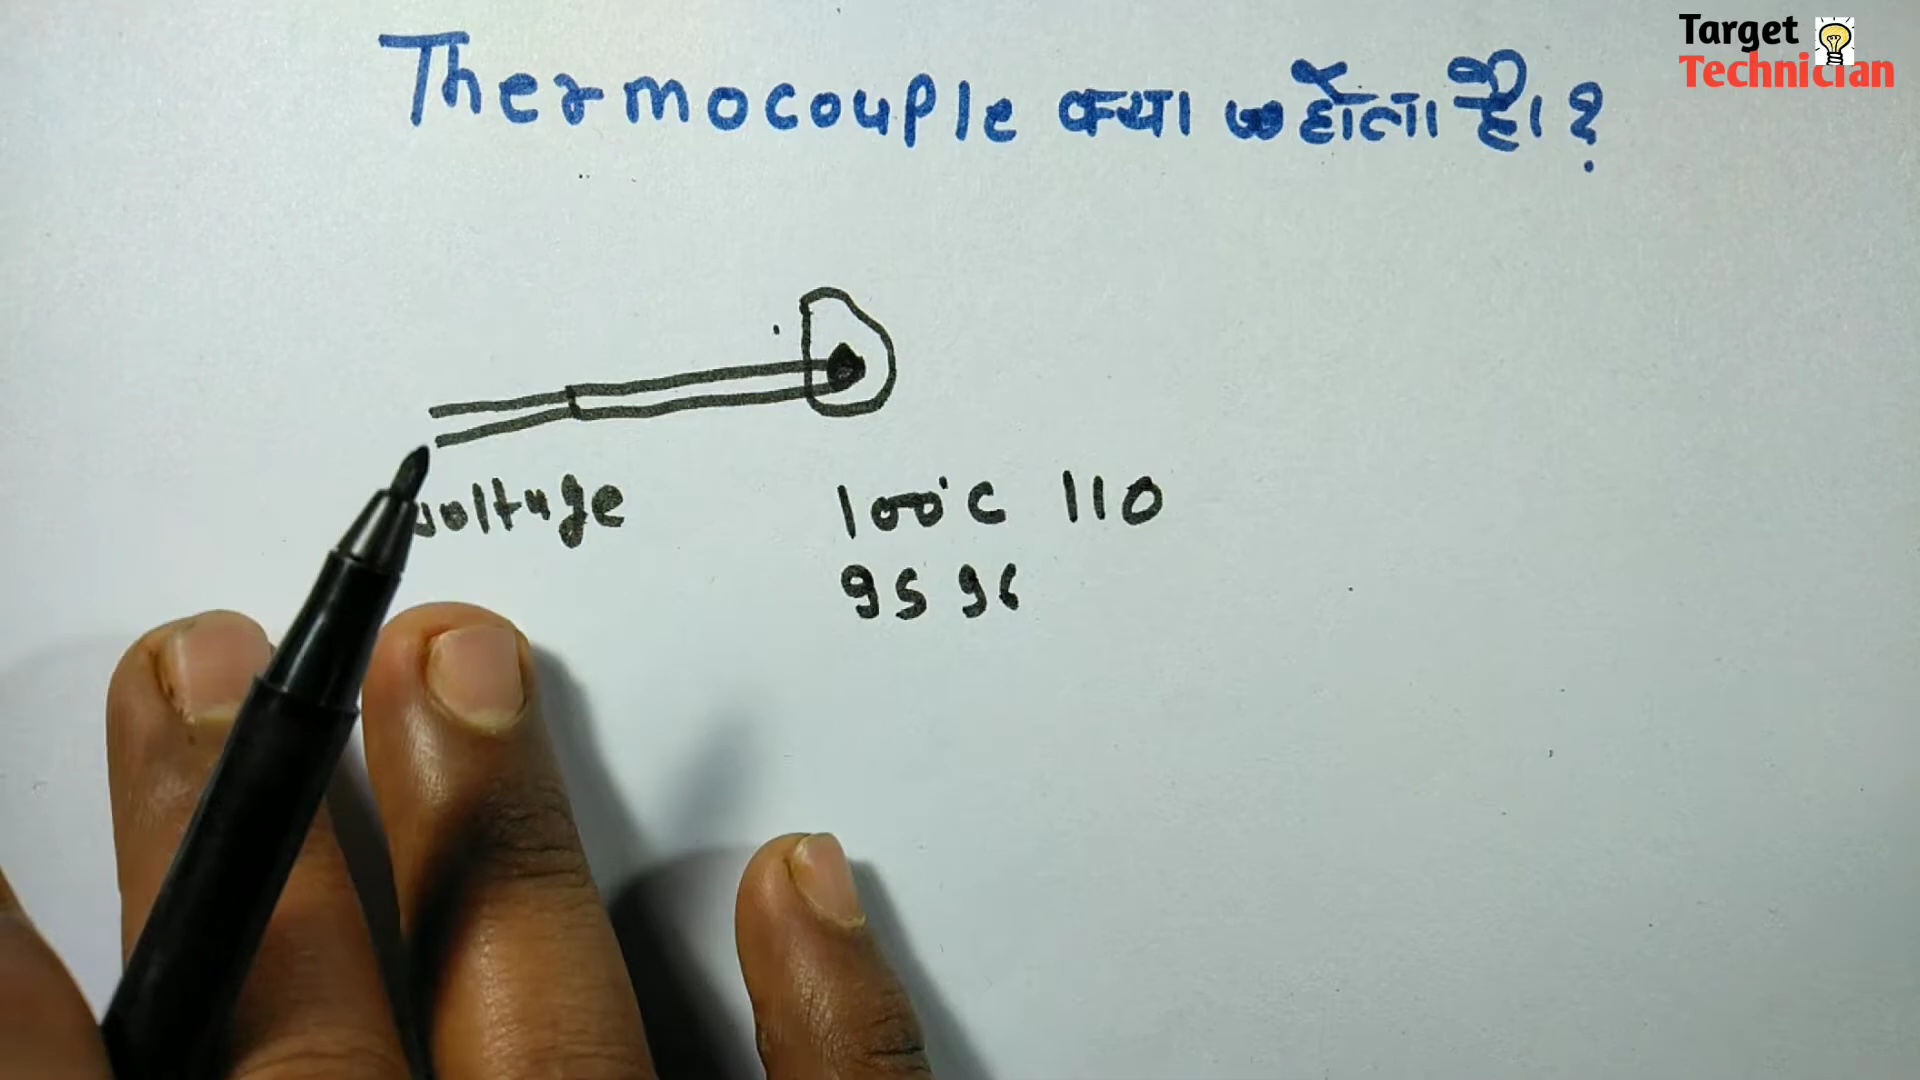 Thermocouple क्या होता है। ?
Target
Technician
voltage
100°C 110
95 96